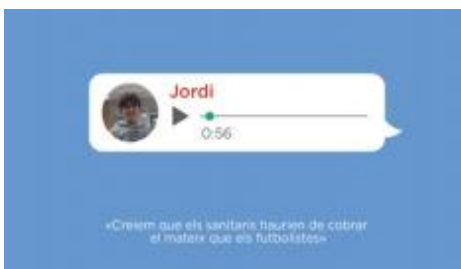 Jordi
0:56
«Creiem que els sanitaris haurien de cobrar
el mateix que els futbolistes»